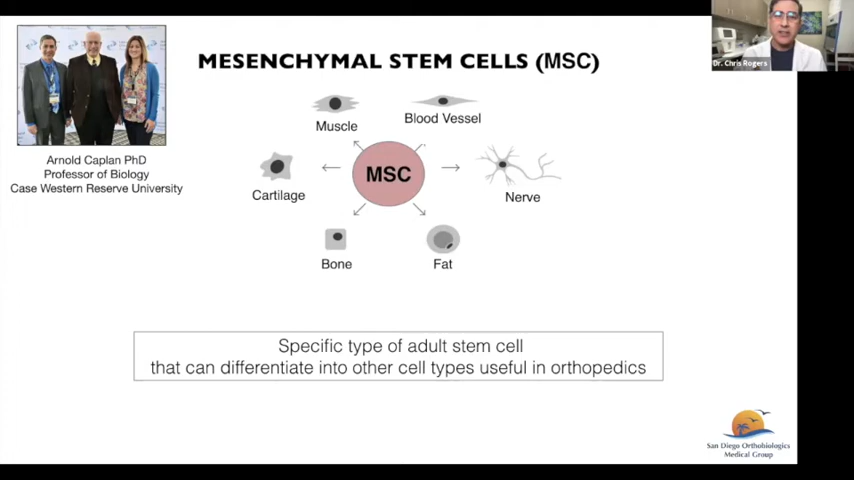 MESENCHYMAL STEM CELLS (MSC)
Dr. Chris Rogers
Arnold Caplan PhD
Professor of Biology
Case Western Reserve University
Muscle
Blood Vessel
Cartilage
MSC
Nerve
Bone
Fat
Specific type of adult stem cell
that can differentiate into other cell types useful in orthopedics
San Diego Orthobiologics
Medical Group